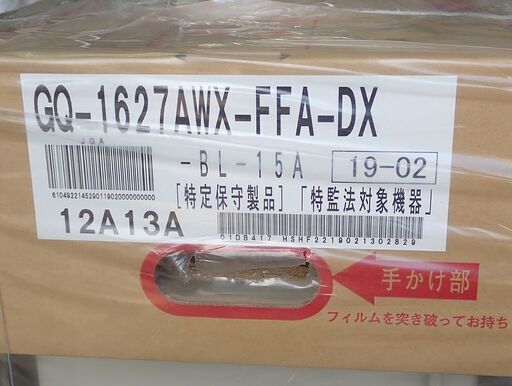 GQ-1627AWX-FFA-DX
JQA
-BL-15A 19-02
6104922145290119020000000000
[特定保守製品]「特監法対象機器」
12A13A
01DB417 HSHF2219021302829
手かけ部
フィルムを突き破ってお持ち